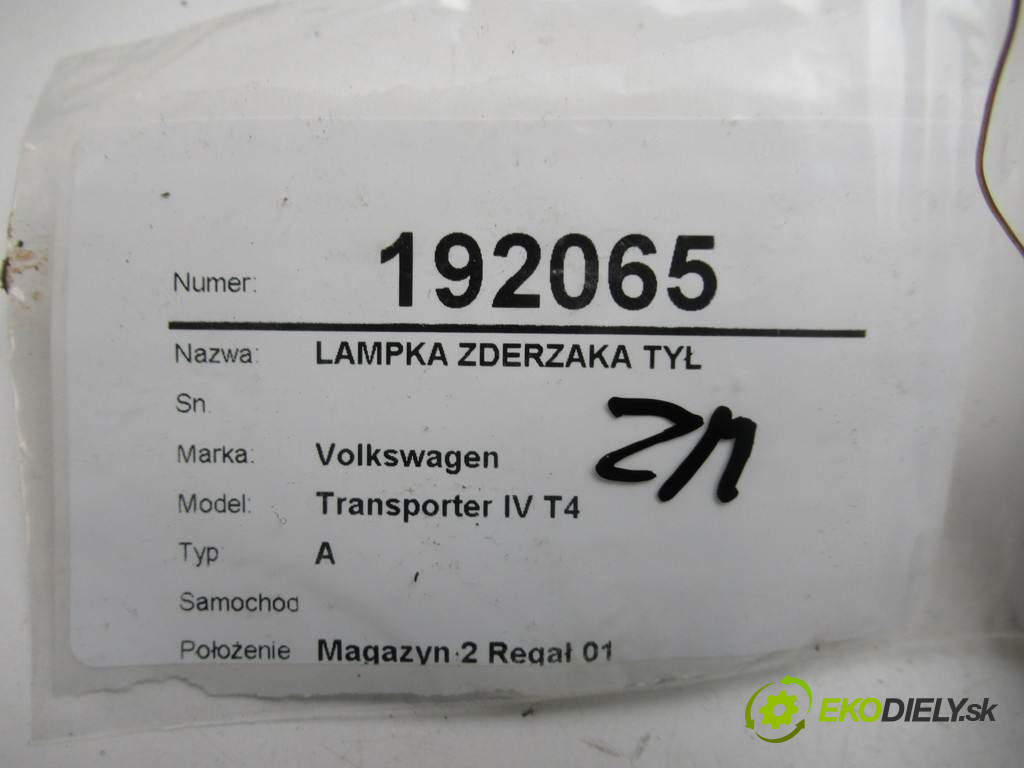 Numer: 192065
Nazwa: LAMPKA ZDERZAKA TYŁ
Sn
Marka: Volkswagen
Model: Transporter IV T4
Typ A
Samochód
Położenie Magazyn 2 Regał 01
EKODIELY.sk